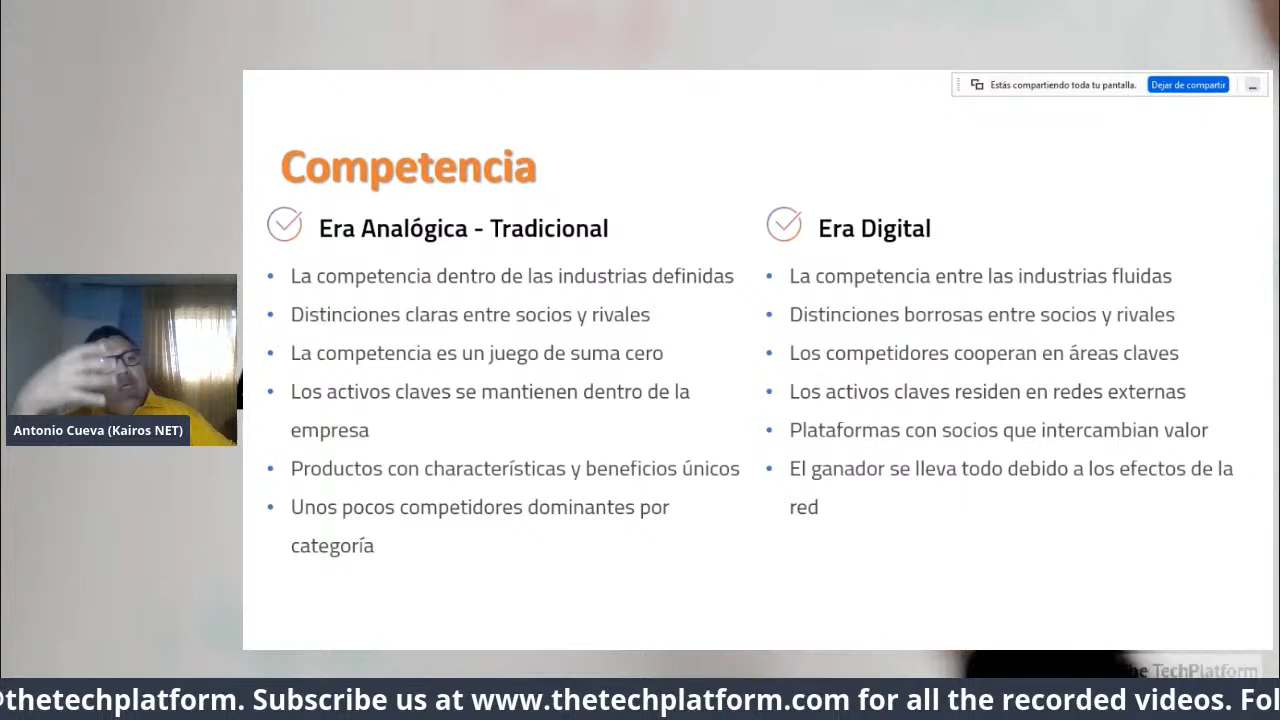 Estás compartiendo toda tu pantalla.
Dejar de compartir
Competencia
Era Analógica - Tradicional
• La competencia dentro de las industrias definidas
• Distinciones claras entre socios y rivales
• La competencia es un juego de suma cero
• Los activos claves se mantienen dentro de la
empresa
• Productos con características y beneficios únicos
• Unos pocos competidores dominantes por
categoría
Era Digital
• La competencia entre las industrias fluidas
• Distinciones borrosas entre socios y rivales
• Los competidores cooperan en áreas claves
• Los activos claves residen en redes externas
• Plataformas con socios que intercambian valor
• El ganador se lleva todo debido a los efectos de la
red
Antonio Cueva (Kairos NET)
The TechPlatform
@thetechplatform. Subscribe us at www.thetechplatform.com for all the recorded videos. Fol